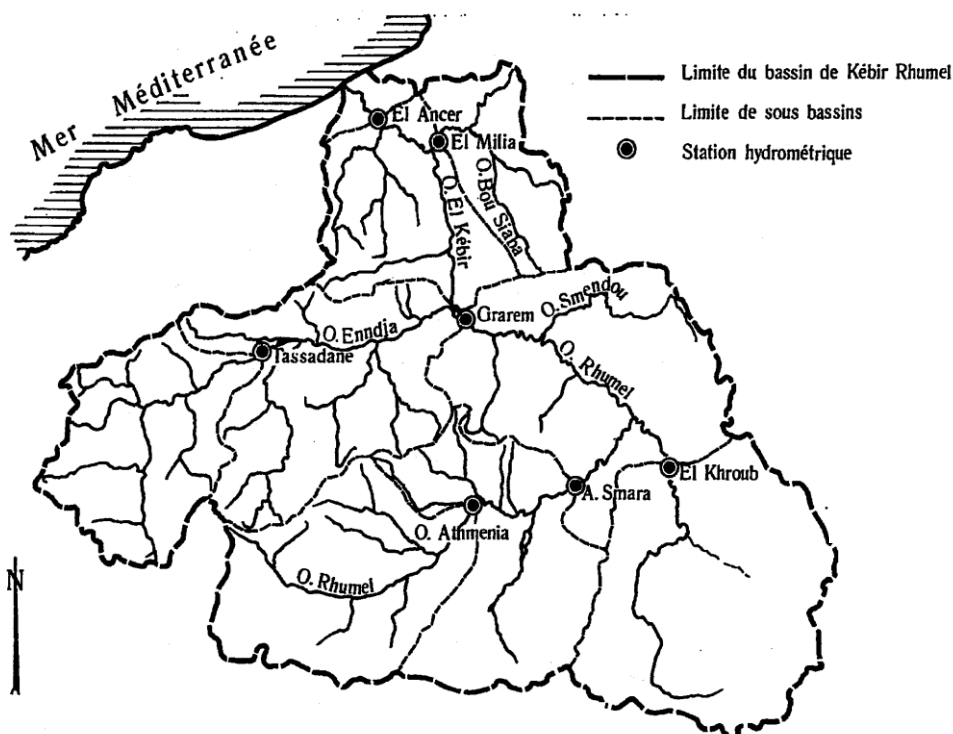 Mer Méditerranée
Limite du bassin de Kébir Rhumel
Limite de sous bassins
Station hydrométrique
El Ancer
El Milia
O. Bou Siaba
O. El Kébir
Grarem
O. Smendou
O. Enndja
Tassadane
O. Rhumel
El Khroub
A. Smara
O. Athmenia
O. Rhumel
N